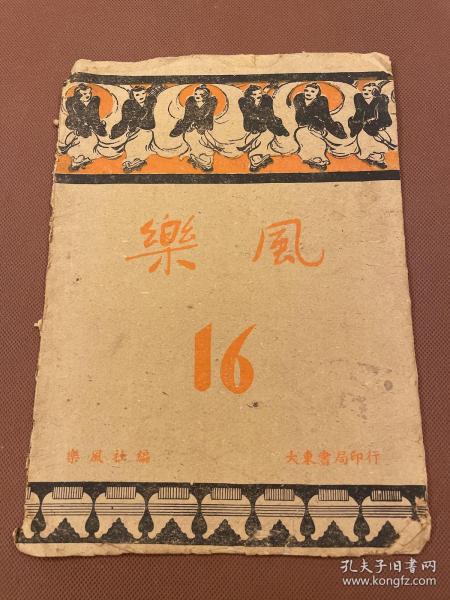 樂風
16
樂風社編 大東書局印行
孔夫子旧书网
www.kongfz.com